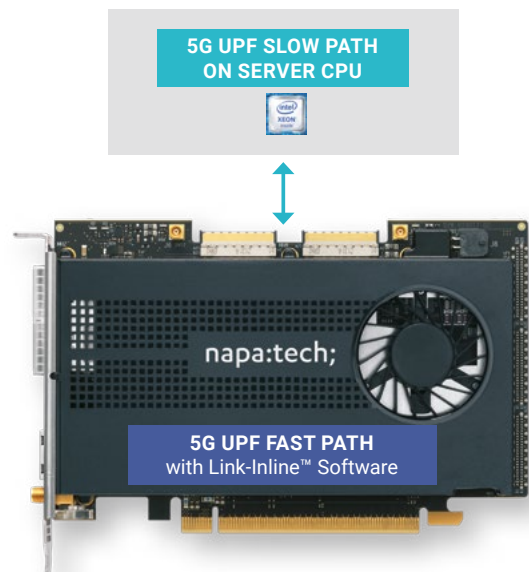 5G UPF SLOW PATH
ON SERVER CPU
intel
XEON
inside
napa:tech;
5G UPF FAST PATH
with Link-Inline™ Software